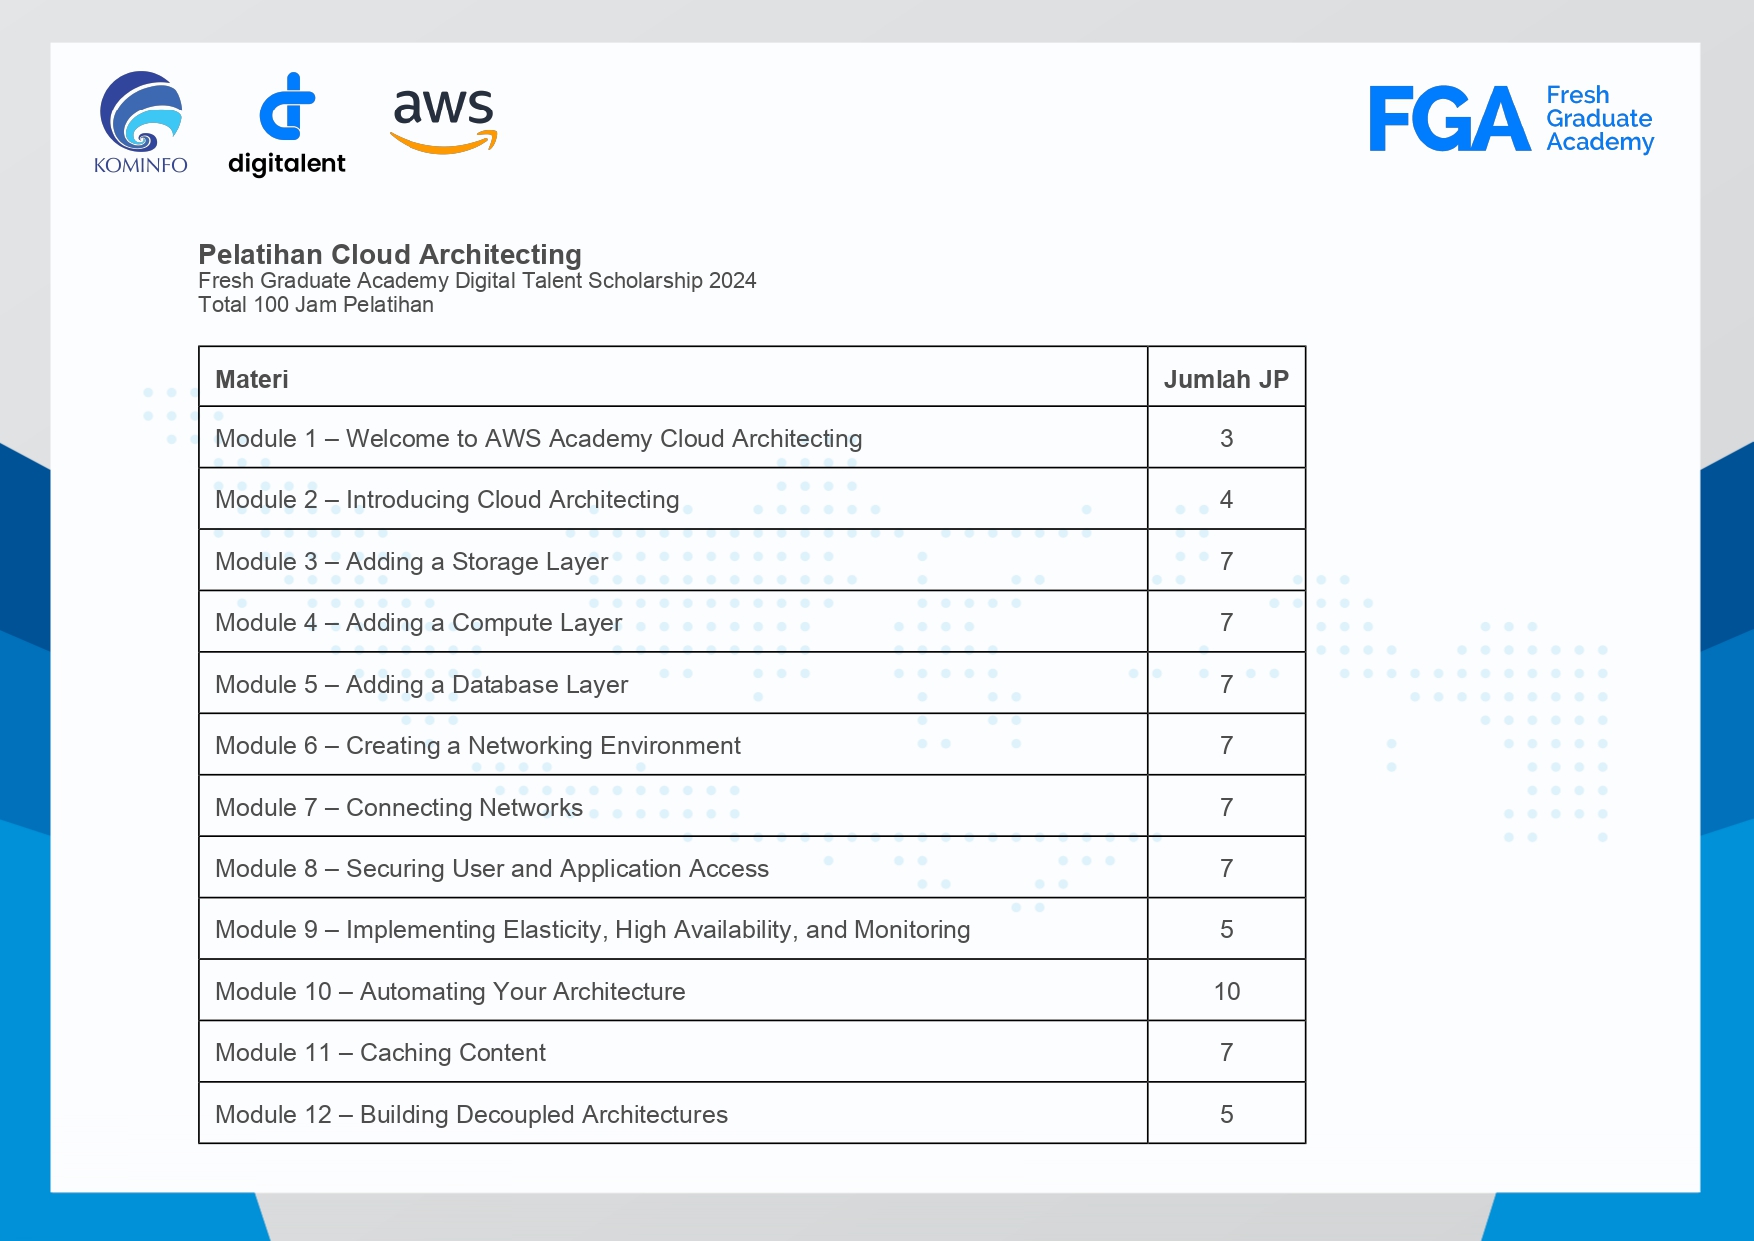 KOMINFO
digitalent
aws
FGA
Fresh
Graduate
Academy
Pelatihan Cloud Architecting
Fresh Graduate Academy Digital Talent Scholarship 2024
Total 100 Jam Pelatihan
Materi Jumlah JP
Module 1 – Welcome to AWS Academy Cloud Architecting 3
Module 2 – Introducing Cloud Architecting 4
Module 3 – Adding a Storage Layer 7
Module 4 – Adding a Compute Layer 7
Module 5 – Adding a Database Layer 7
Module 6 – Creating a Networking Environment 7
Module 7 – Connecting Networks 7
Module 8 – Securing User and Application Access 7
Module 9 – Implementing Elasticity, High Availability, and Monitoring 5
Module 10 – Automating Your Architecture 10
Module 11 – Caching Content 7
Module 12 – Building Decoupled Architectures 5